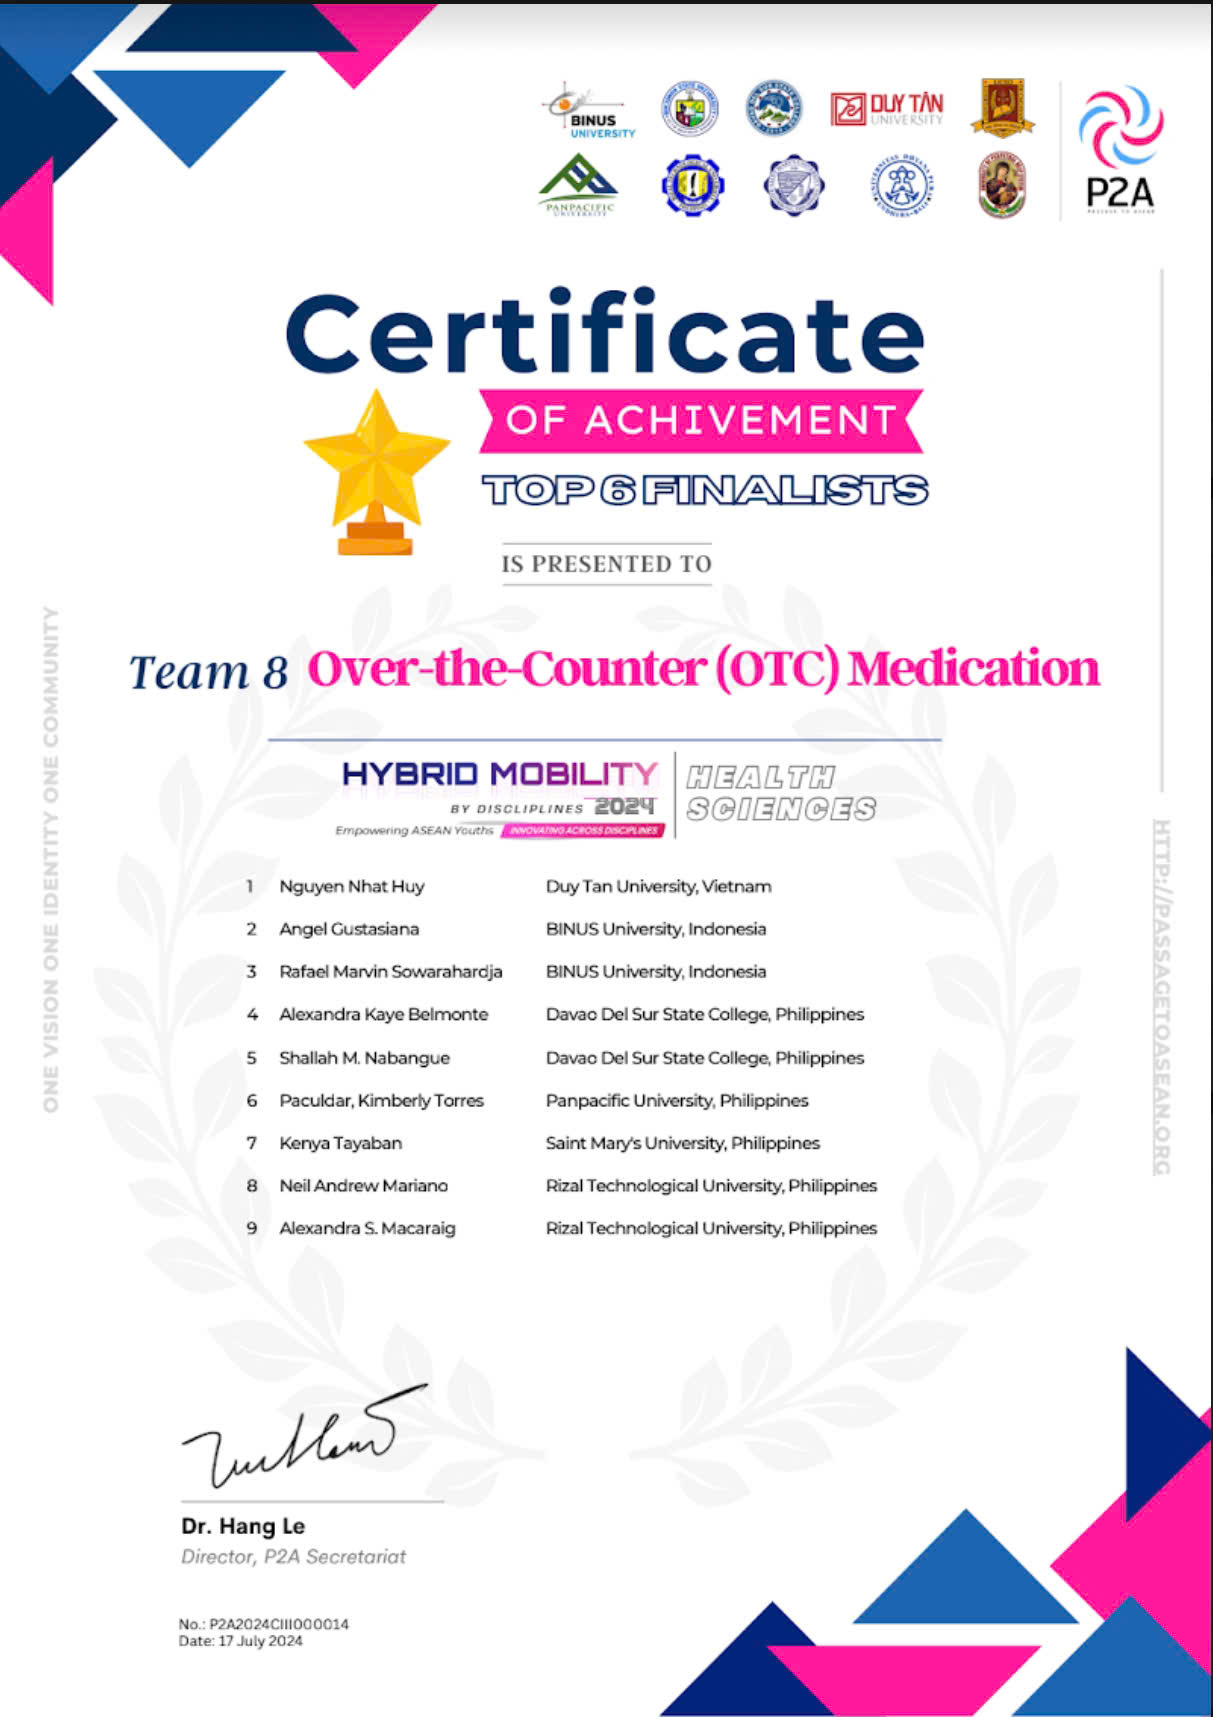 BINUS
UNIVERSITY
DUY TÂN
UNIVERSITY
PANPACIFIC
UNIVERSITY
P2A
PASSAGE TO ASEAN
Certificate
OF ACHIVEMENT
TOP 6 FINALISTS
IS PRESENTED TO
Team 8 Over-the-Counter (OTC) Medication
HYBRID MOBILITY
BY DISCLIPLINES 2024
Empowering ASEAN Youths INNOVATING ACROSS DISCIPLINES
HEALTH
SCIENCES
1 Nguyen Nhat Huy Duy Tan University, Vietnam
2 Angel Gustasiana BINUS University, Indonesia
3 Rafael Marvin Sowarahardja BINUS University, Indonesia
4 Alexandra Kaye Belmonte Davao Del Sur State College, Philippines
5 Shallah M. Nabangue Davao Del Sur State College, Philippines
6 Paculdar, Kimberly Torres Panpacific University, Philippines
7 Kenya Tayaban Saint Mary's University, Philippines
8 Neil Andrew Mariano Rizal Technological University, Philippines
9 Alexandra S. Macaraig Rizal Technological University, Philippines
ONE VISION ONE IDENTITY ONE COMMUNITY
HTTP://PASSAGETOASEAN.ORG
Dr. Hang Le
Director, P2A Secretariat
No.: P2A2024CIII000014
Date: 17 July 2024